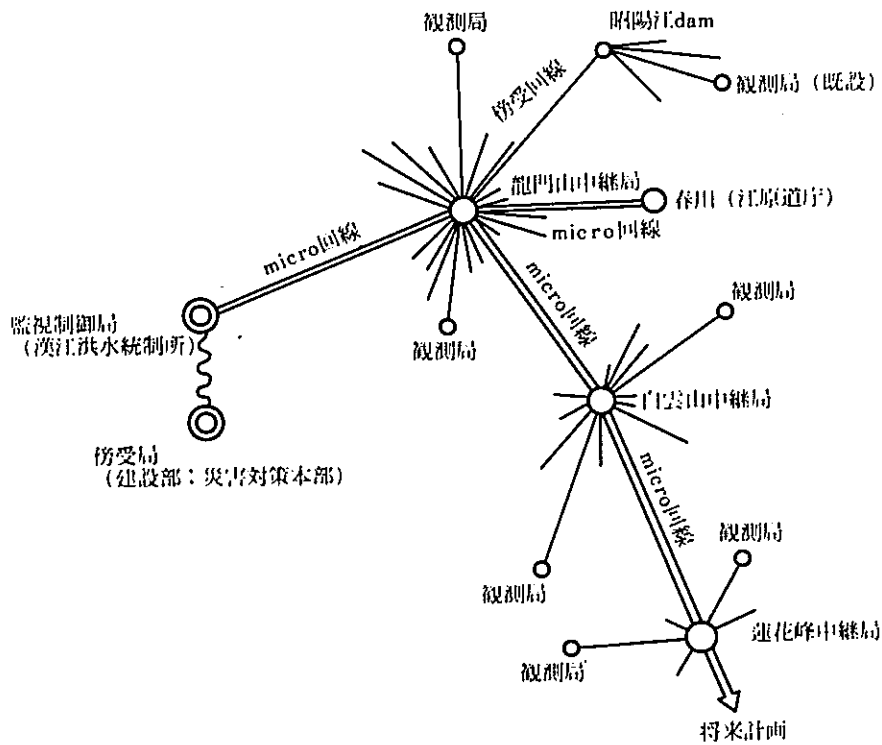 観測局
昭陽江dam
観測局（既設）
傍受回線
龍門山中継局
春川（江原道庁）
micro回線
micro回線
micro回線
観測局
監視制御局
（漢江洪水統制所）
観測局
白雲山中継局
傍受局
（建設部：災害対策本部）
micro回線
観測局
観測局
蓮花峰中継局
観測局
将来計画